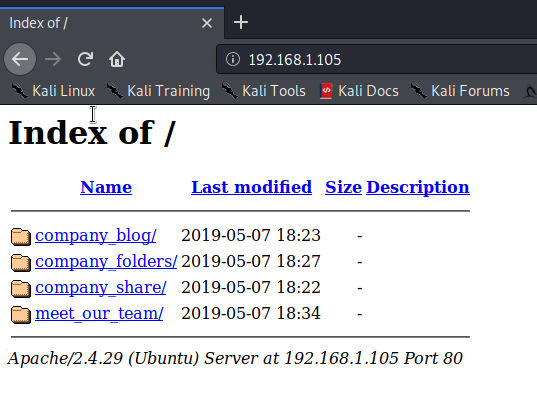 Index of /
192.168.1.105
Kali Linux Kali Training Kali Tools Kali Docs Kali Forums
Index of /
Name Last modified Size Description
company_blog/ 2019-05-07 18:23 -
company_folders/ 2019-05-07 18:27 -
company_share/ 2019-05-07 18:22 -
meet_our_team/ 2019-05-07 18:34 -
Apache/2.4.29 (Ubuntu) Server at 192.168.1.105 Port 80